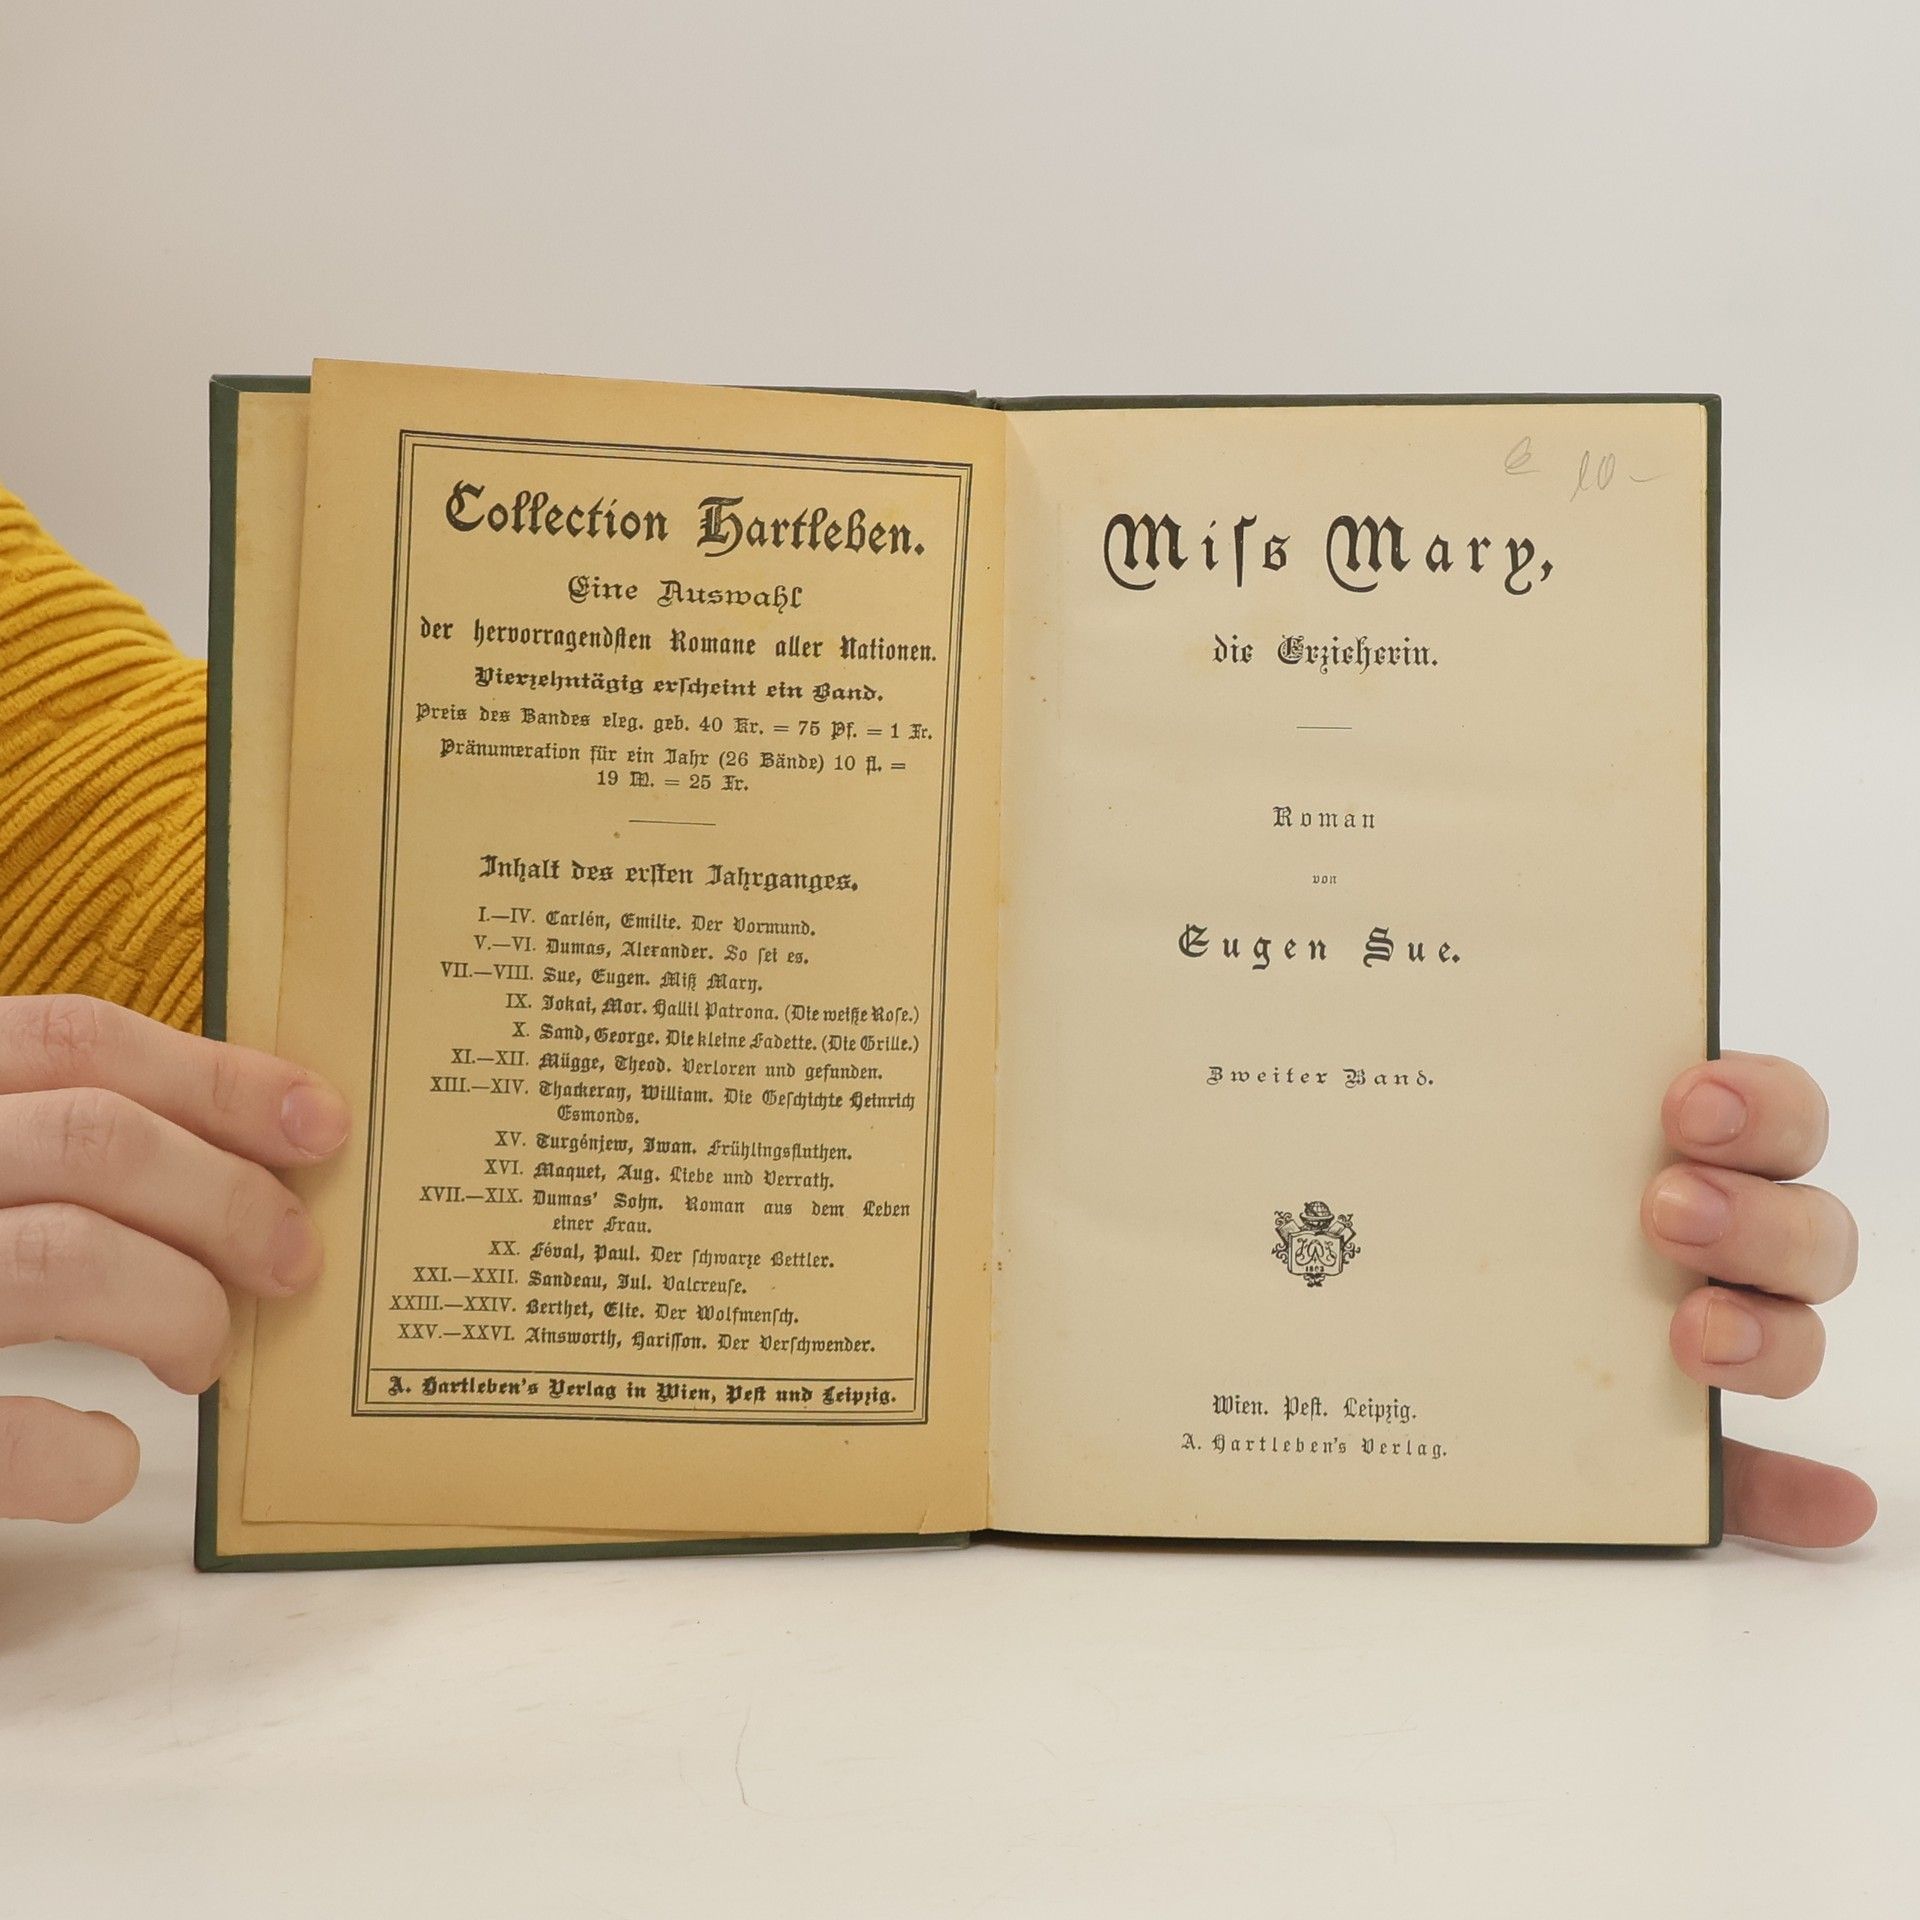 Collection Hartleben.
Eine Auswahl
der hervorragendsten Romane aller Nationen.
Vierzehntägig erscheint ein Band.
Preis des Bandes eleg. geb. 40 Kr. = 75 Pf. = 1 Fr.
Pränumeration für ein Jahr (26 Bände) 10 fl. =
19 M. = 25 Fr.
Inhalt des ersten Jahrganges.
I.—IV. Carlén, Emilie. Der Vormund.
V.—VI. Dumas, Alexander. So sei es.
VII.—VIII. Sue, Eugen. Miß Mary.
IX. Jokai, Mor. Hallil Patrona. (Die weiße Rose.)
X. Sand, George. Die kleine Fadette. (Die Grille.)
XI.—XII. Mügge, Theod. Verloren und gefunden.
XIII.—XIV. Thackeray, William. Die Geschichte Heinrich
Esmonds.
XV. Turgénjew, Iwan. Frühlingsfluthen.
XVI. Maquet, Aug. Liebe und Verrath.
XVII.—XIX. Dumas' Sohn. Roman aus dem Leben
einer Frau.
XX. Féval, Paul. Der schwarze Bettler.
XXI.—XXII. Sandeau, Jul. Valcreuse.
XXIII.—XXIV. Berthet, Elie. Der Wolfmensch.
XXV.—XXVI. Ainsworth, Harisson. Der Verschwender.
A. Hartleben's Verlag in Wien, Pest und Leipzig.
10-
Miſs Mary,
die Erzieherin.
Roman
von
Eugen Sue.
Zweiter Band.
1803
Wien. Pest. Leipzig.
A. Hartleben's Verlag.